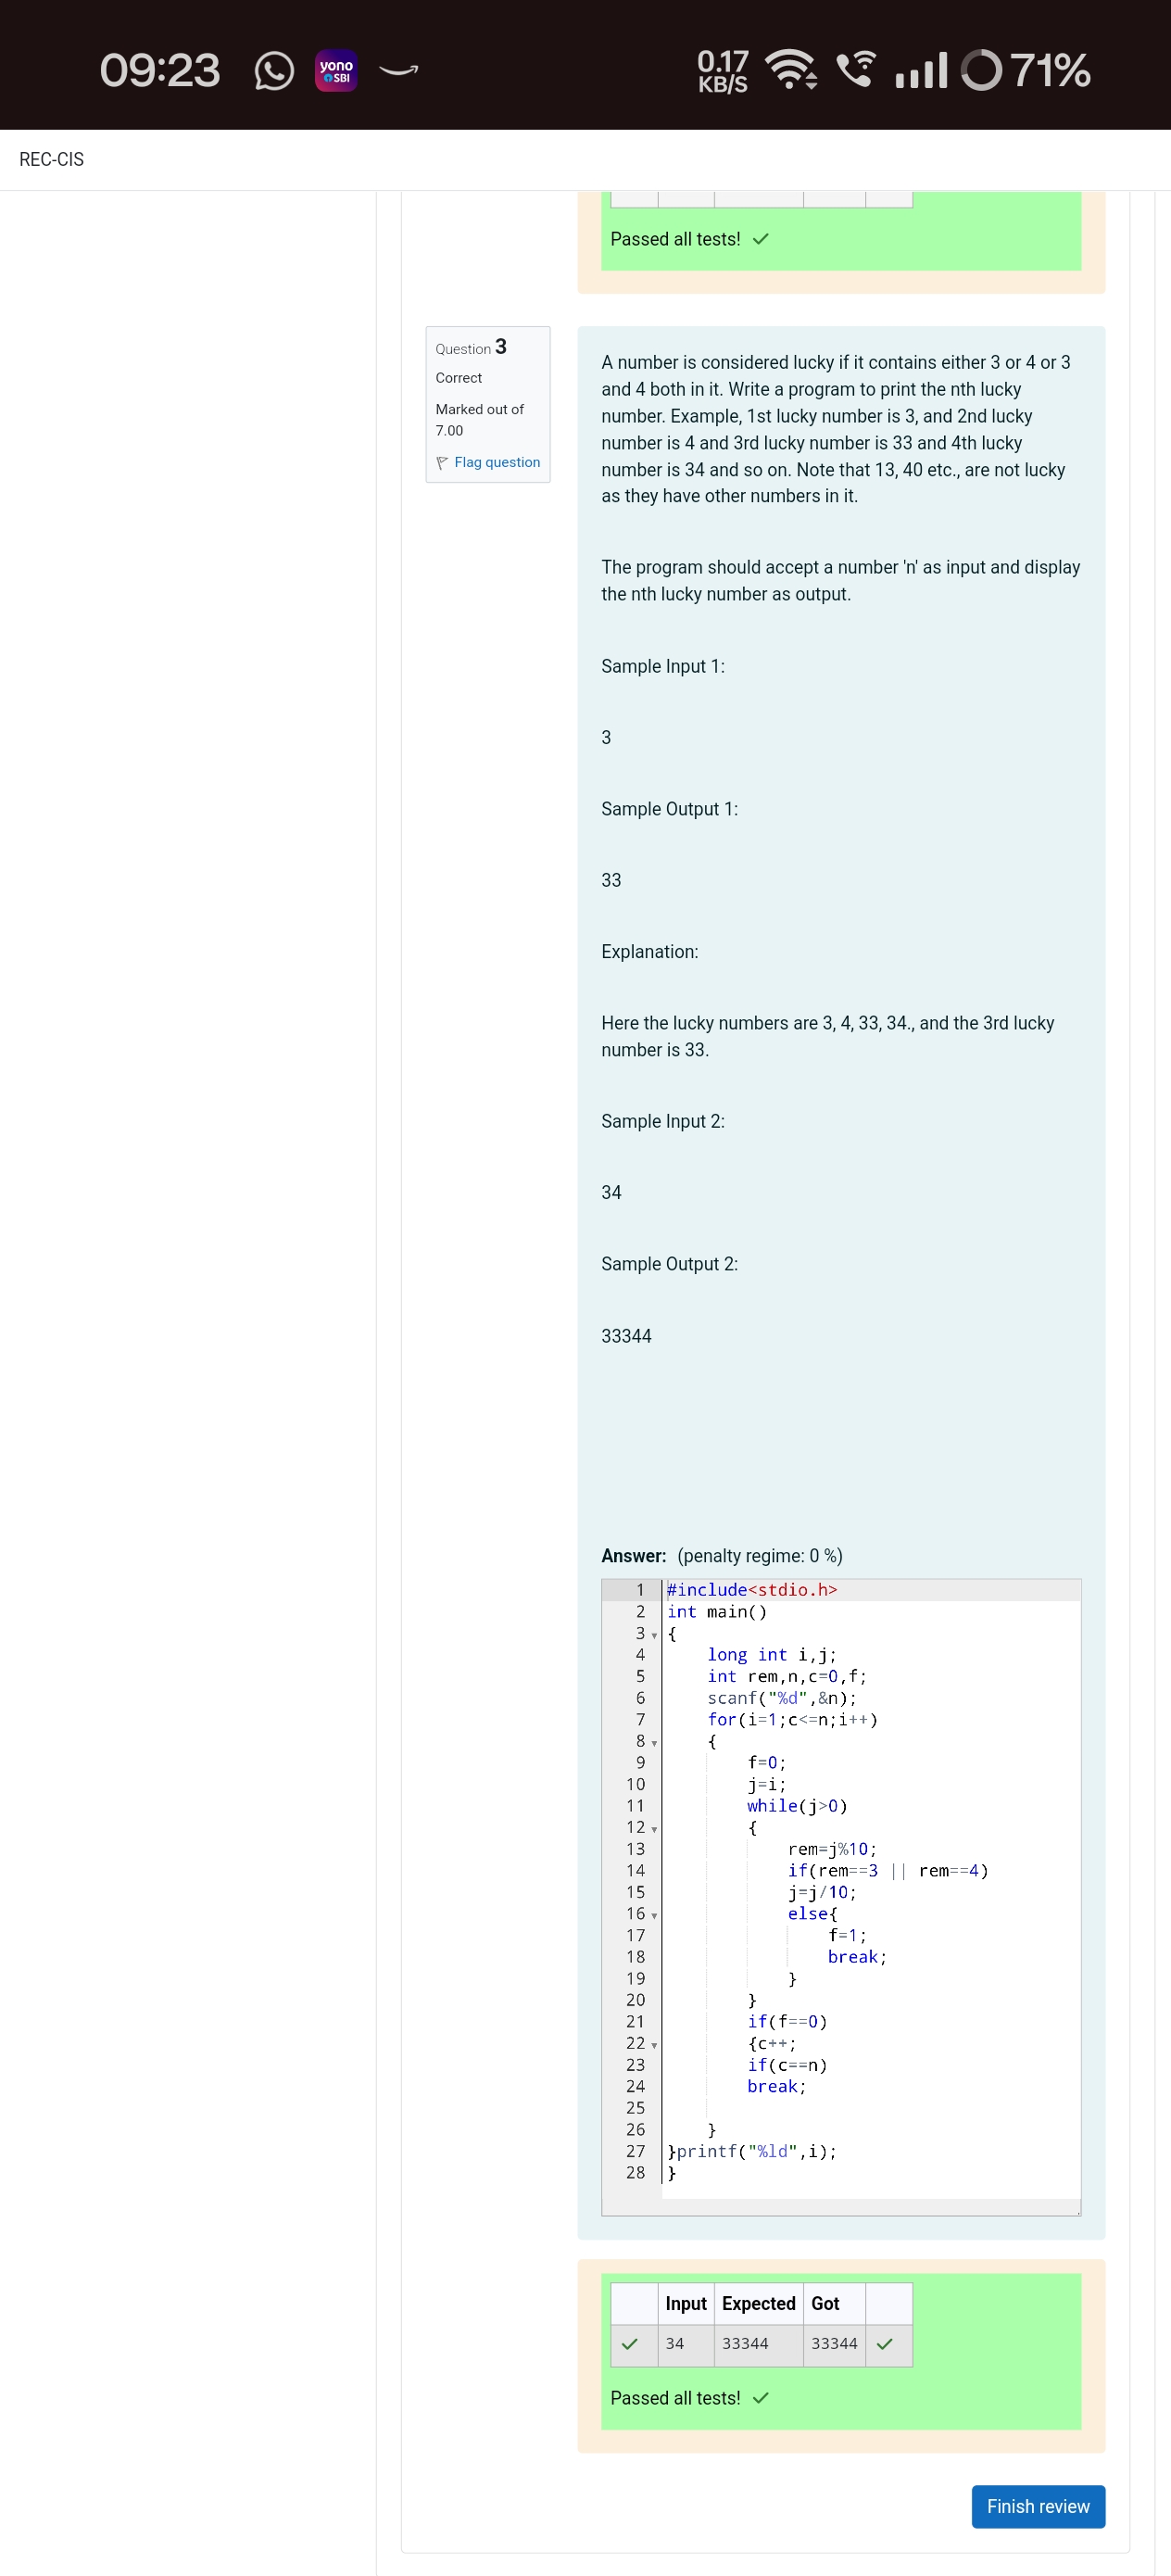 09:23 yono SBI 0.17 KB/S 71%
REC-CIS
Passed all tests!
Question 3
Correct
Marked out of
7.00
Flag question
A number is considered lucky if it contains either 3 or 4 or 3
and 4 both in it. Write a program to print the nth lucky
number. Example, 1st lucky number is 3, and 2nd lucky
number is 4 and 3rd lucky number is 33 and 4th lucky
number is 34 and so on. Note that 13, 40 etc., are not lucky
as they have other numbers in it.
The program should accept a number 'n' as input and display
the nth lucky number as output.
Sample Input 1:
3
Sample Output 1:
33
Explanation:
Here the lucky numbers are 3, 4, 33, 34., and the 3rd lucky
number is 33.
Sample Input 2:
34
Sample Output 2:
33344
Answer: (penalty regime: 0 %)
1 #include<stdio.h>
2 int main()
3 {
4     long int i,j;
5     int rem,n,c=0,f;
6     scanf("%d",&n);
7     for(i=1;c<=n;i++)
8     {
9         f=0;
10         j=i;
11         while(j>0)
12         {
13             rem=j%10;
14             if(rem==3 || rem==4)
15             j=j/10;
16             else{
17                 f=1;
18                 break;
19             }
20         }
21         if(f==0)
22         {c++;
23         if(c==n)
24         break;
25
26     }
27 }printf("%ld",i);
28 }
Input Expected Got
34 33344 33344
Passed all tests!
Finish review